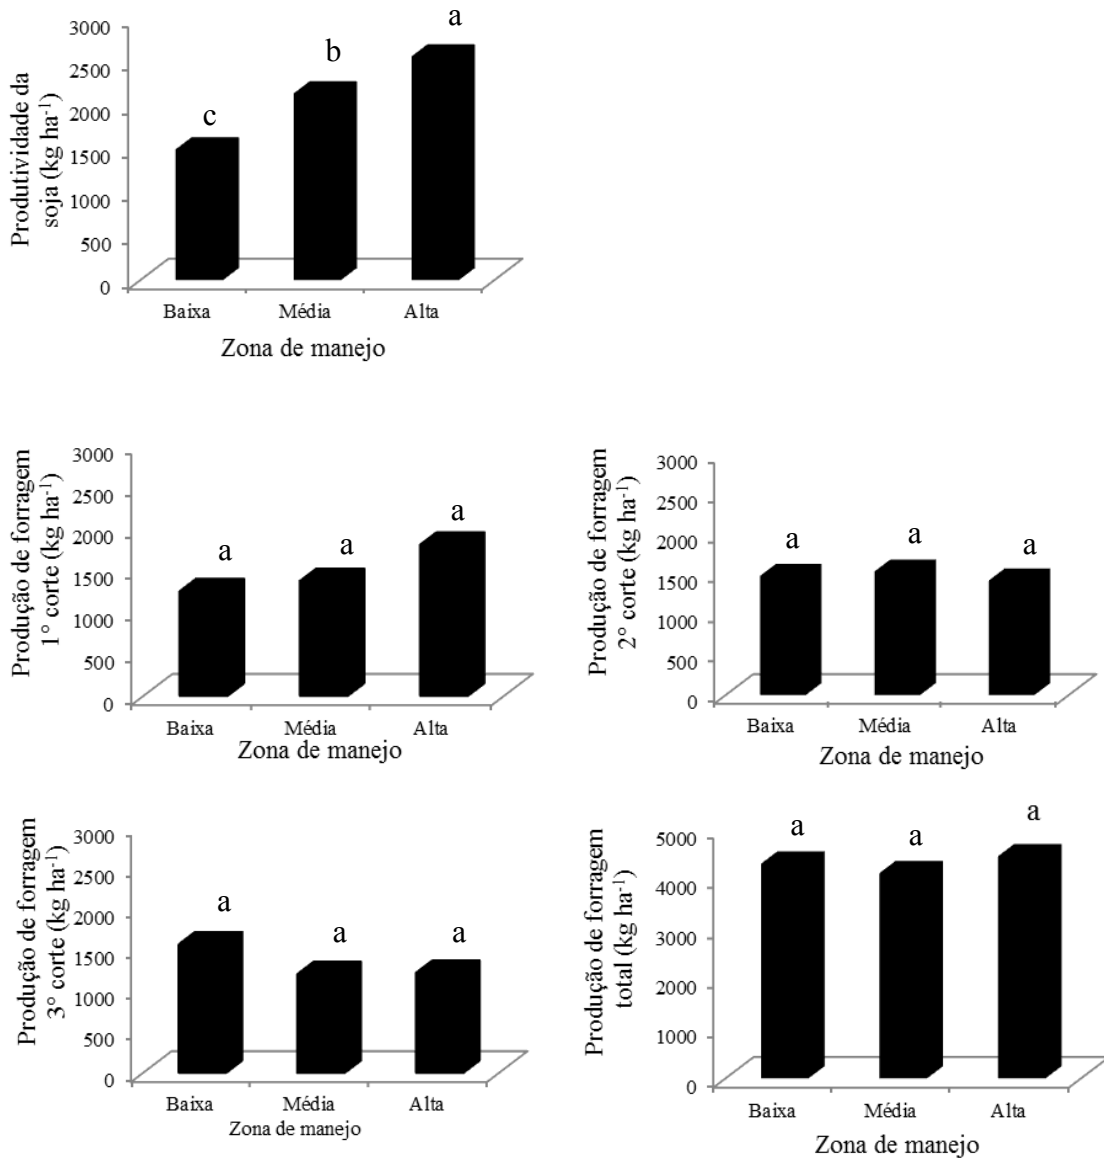 Produtividade da
soja (kg ha-1)
3000
2500
2000
1500
1000
500
0
c
b
a
Baixa Média Alta
Zona de manejo
Produção de forragem
1° corte (kg ha-1)
3000
2500
2000
1500
1000
500
0
a
a
a
Baixa Média Alta
Zona de manejo
Produção de forragem
2° corte (kg ha-1)
3000
2500
2000
1500
1000
500
0
a
a
a
Baixa Média Alta
Zona de manejo
Produção de forragem
3° corte (kg ha-1)
3000
2500
2000
1500
1000
500
0
a
a
a
Baixa Média Alta
Zona de manejo
Produção de forragem
total (kg ha-1)
5000
4000
3000
2000
1000
0
a
a
a
Baixa Média Alta
Zona de manejo